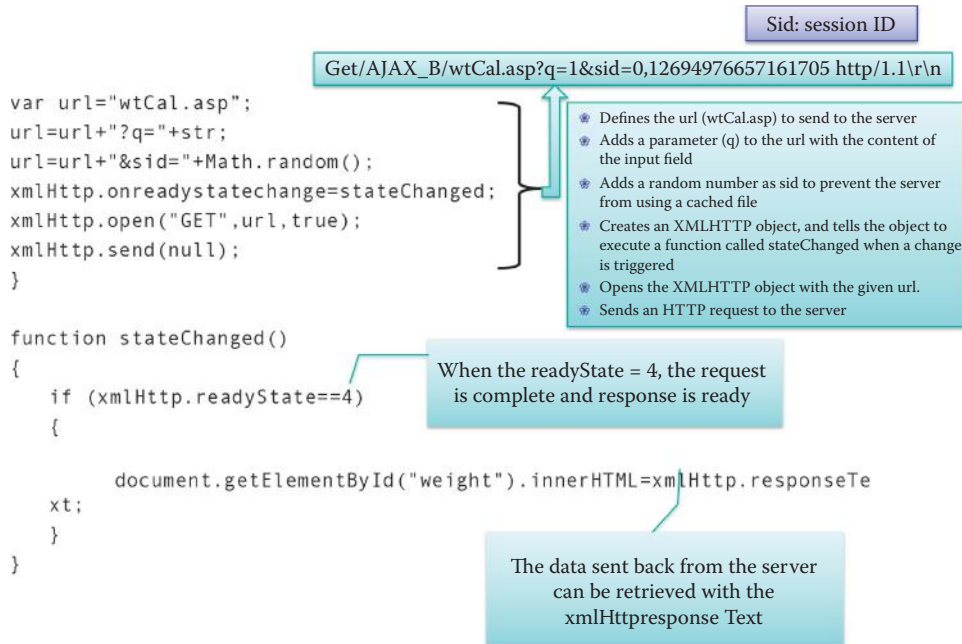 Sid: session ID
Get/AJAX_B/wtCal.asp?q=1&sid=0,12694976657161705 http/1.1\r\n
var url="wtCal.asp";
url=url+"?q="+str;
url=url+"&sid="+Math.random();
xmlHttp.onreadystatechange=stateChanged;
xmlHttp.open("GET",url,true);
xmlHttp.send(null);
}
Defines the url (wtCal.asp) to send to the server
Adds a parameter (q) to the url with the content of
the input field
Adds a random number as sid to prevent the server
from using a cached file
Creates an XMLHTTP object, and tells the object to
execute a function called stateChanged when a change
is triggered
Opens the XMLHTTP object with the given url.
Sends an HTTP request to the server
function stateChanged()
{
if (xmlHttp.readyState==4)
{
When the readyState = 4, the request
is complete and response is ready
document.getElementById("weight").innerHTML=xmlHttp.responseTe
xt;
}
}
The data sent back from the server
can be retrieved with the
xmlHttpresponse Text